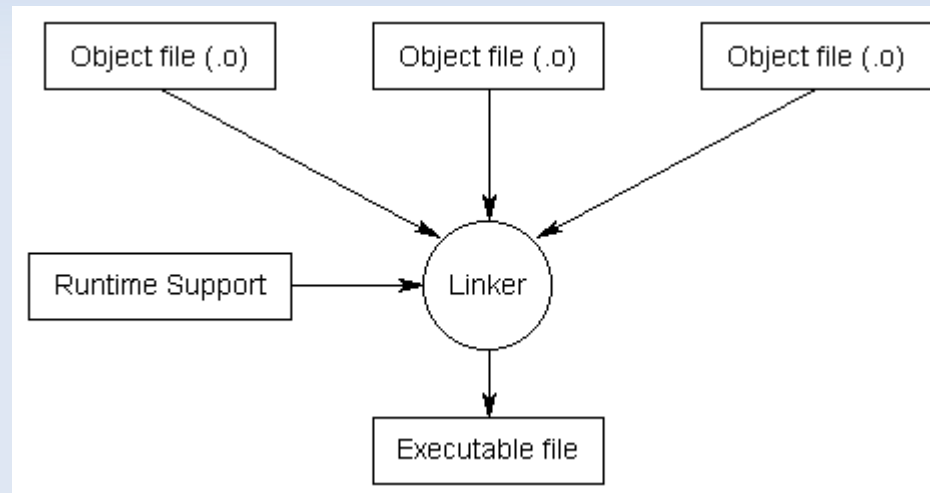 Object file (.o)
Object file (.o)
Object file (.o)
Runtime Support
Linker
Executable file